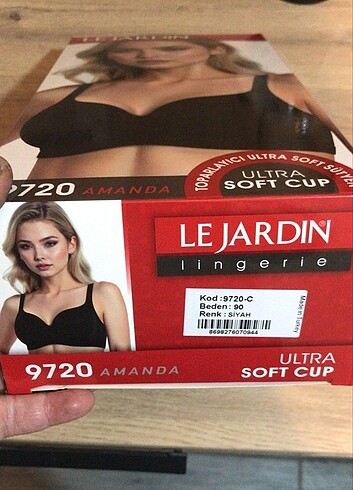 LE JARDIN
9720 AMANDA
TOPARLAYICI ULTRA SOFT SÜTYEN
ULTRA
SOFT CUP
LE JARDIN
lingerie
Kod :9720-C
Beden: 90
Renk : SİYAH
8698276070944
Made in Turkey
9720 AMANDA
ULTRA
SOFT CUP